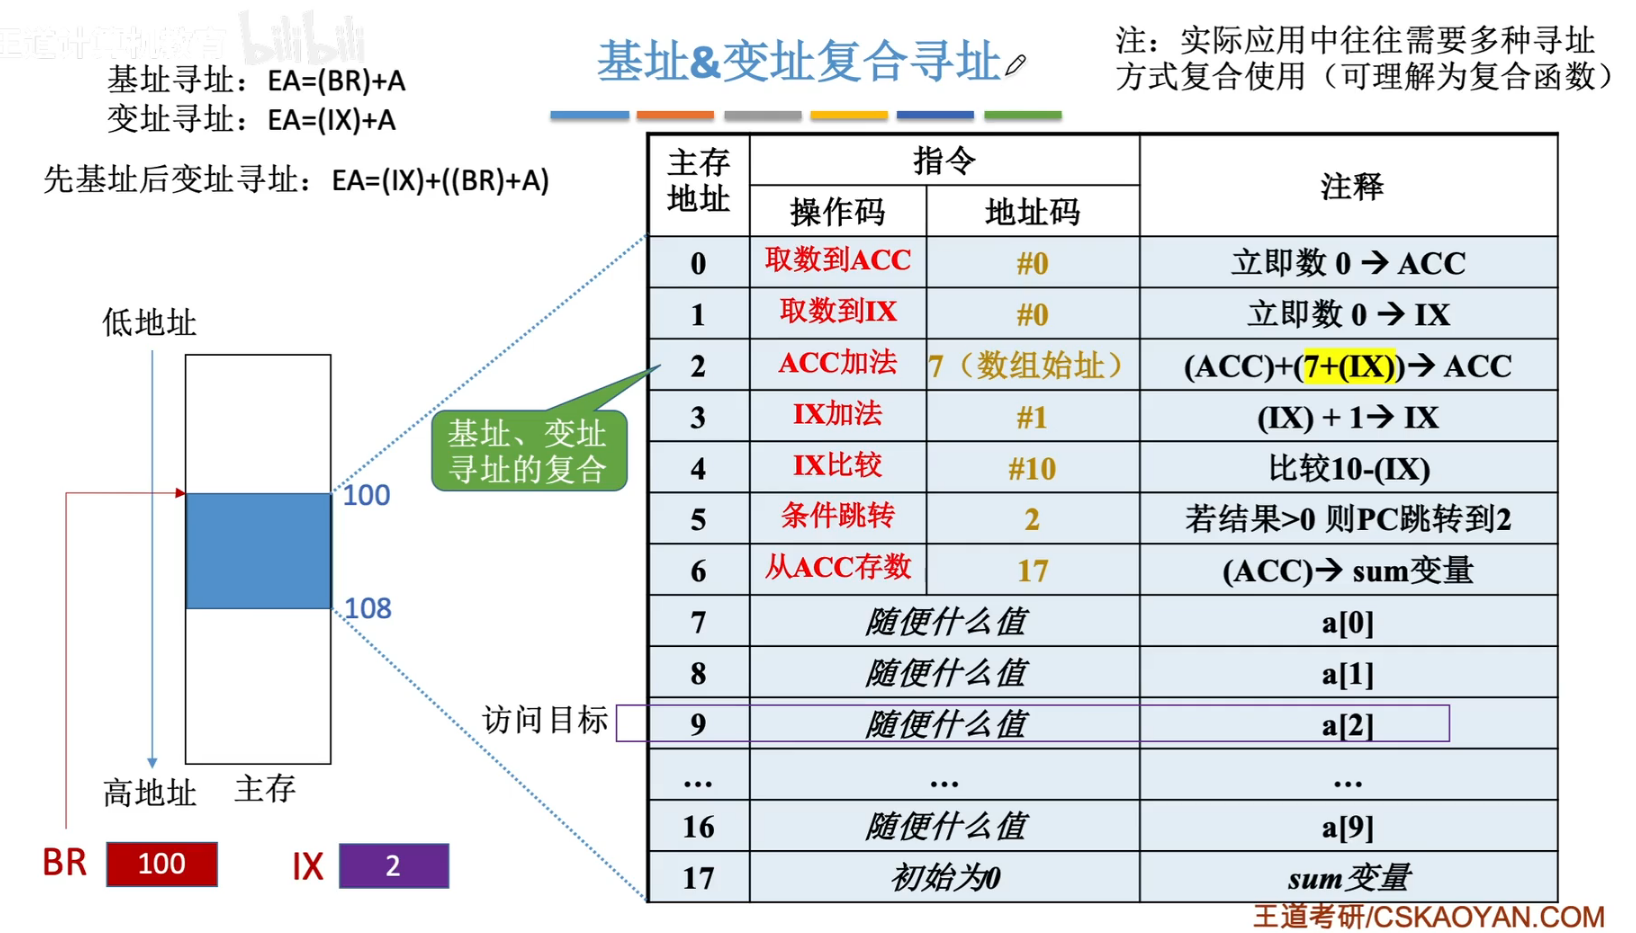 王道计算机教育 bilibili
基址寻址：EA=(BR)+A
变址寻址：EA=(IX)+A
先基址后变址寻址：EA=(IX)+((BR)+A)
基址&变址复合寻址
注：实际应用中往往需要多种寻址
方式复合使用（可理解为复合函数）
主存地址 指令 注释
操作码 地址码
0 取数到ACC #0 立即数 0 → ACC
1 取数到IX #0 立即数 0 → IX
2 ACC加法 7（数组始址） (ACC)+(7+(IX))→ ACC
3 IX加法 #1 (IX) + 1→ IX
4 IX比较 #10 比较10-(IX)
5 条件跳转 2 若结果>0 则PC跳转到2
6 从ACC存数 17 (ACC)→ sum变量
7 随便什么值 a[0]
8 随便什么值 a[1]
9 随便什么值 a[2]
... ... ...
16 随便什么值 a[9]
17 初始为0 sum变量
基址、变址
寻址的复合
访问目标
低地址
100
108
高地址
主存
BR 100
IX 2
王道考研/CSKAOYAN.COM